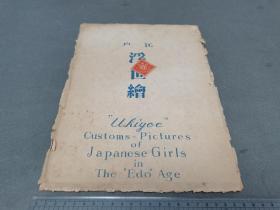 江戸
浮世繪
"Ukiyoe"
Customs-Pictures
of
Japanese Girls
in
The 'Edo' Age